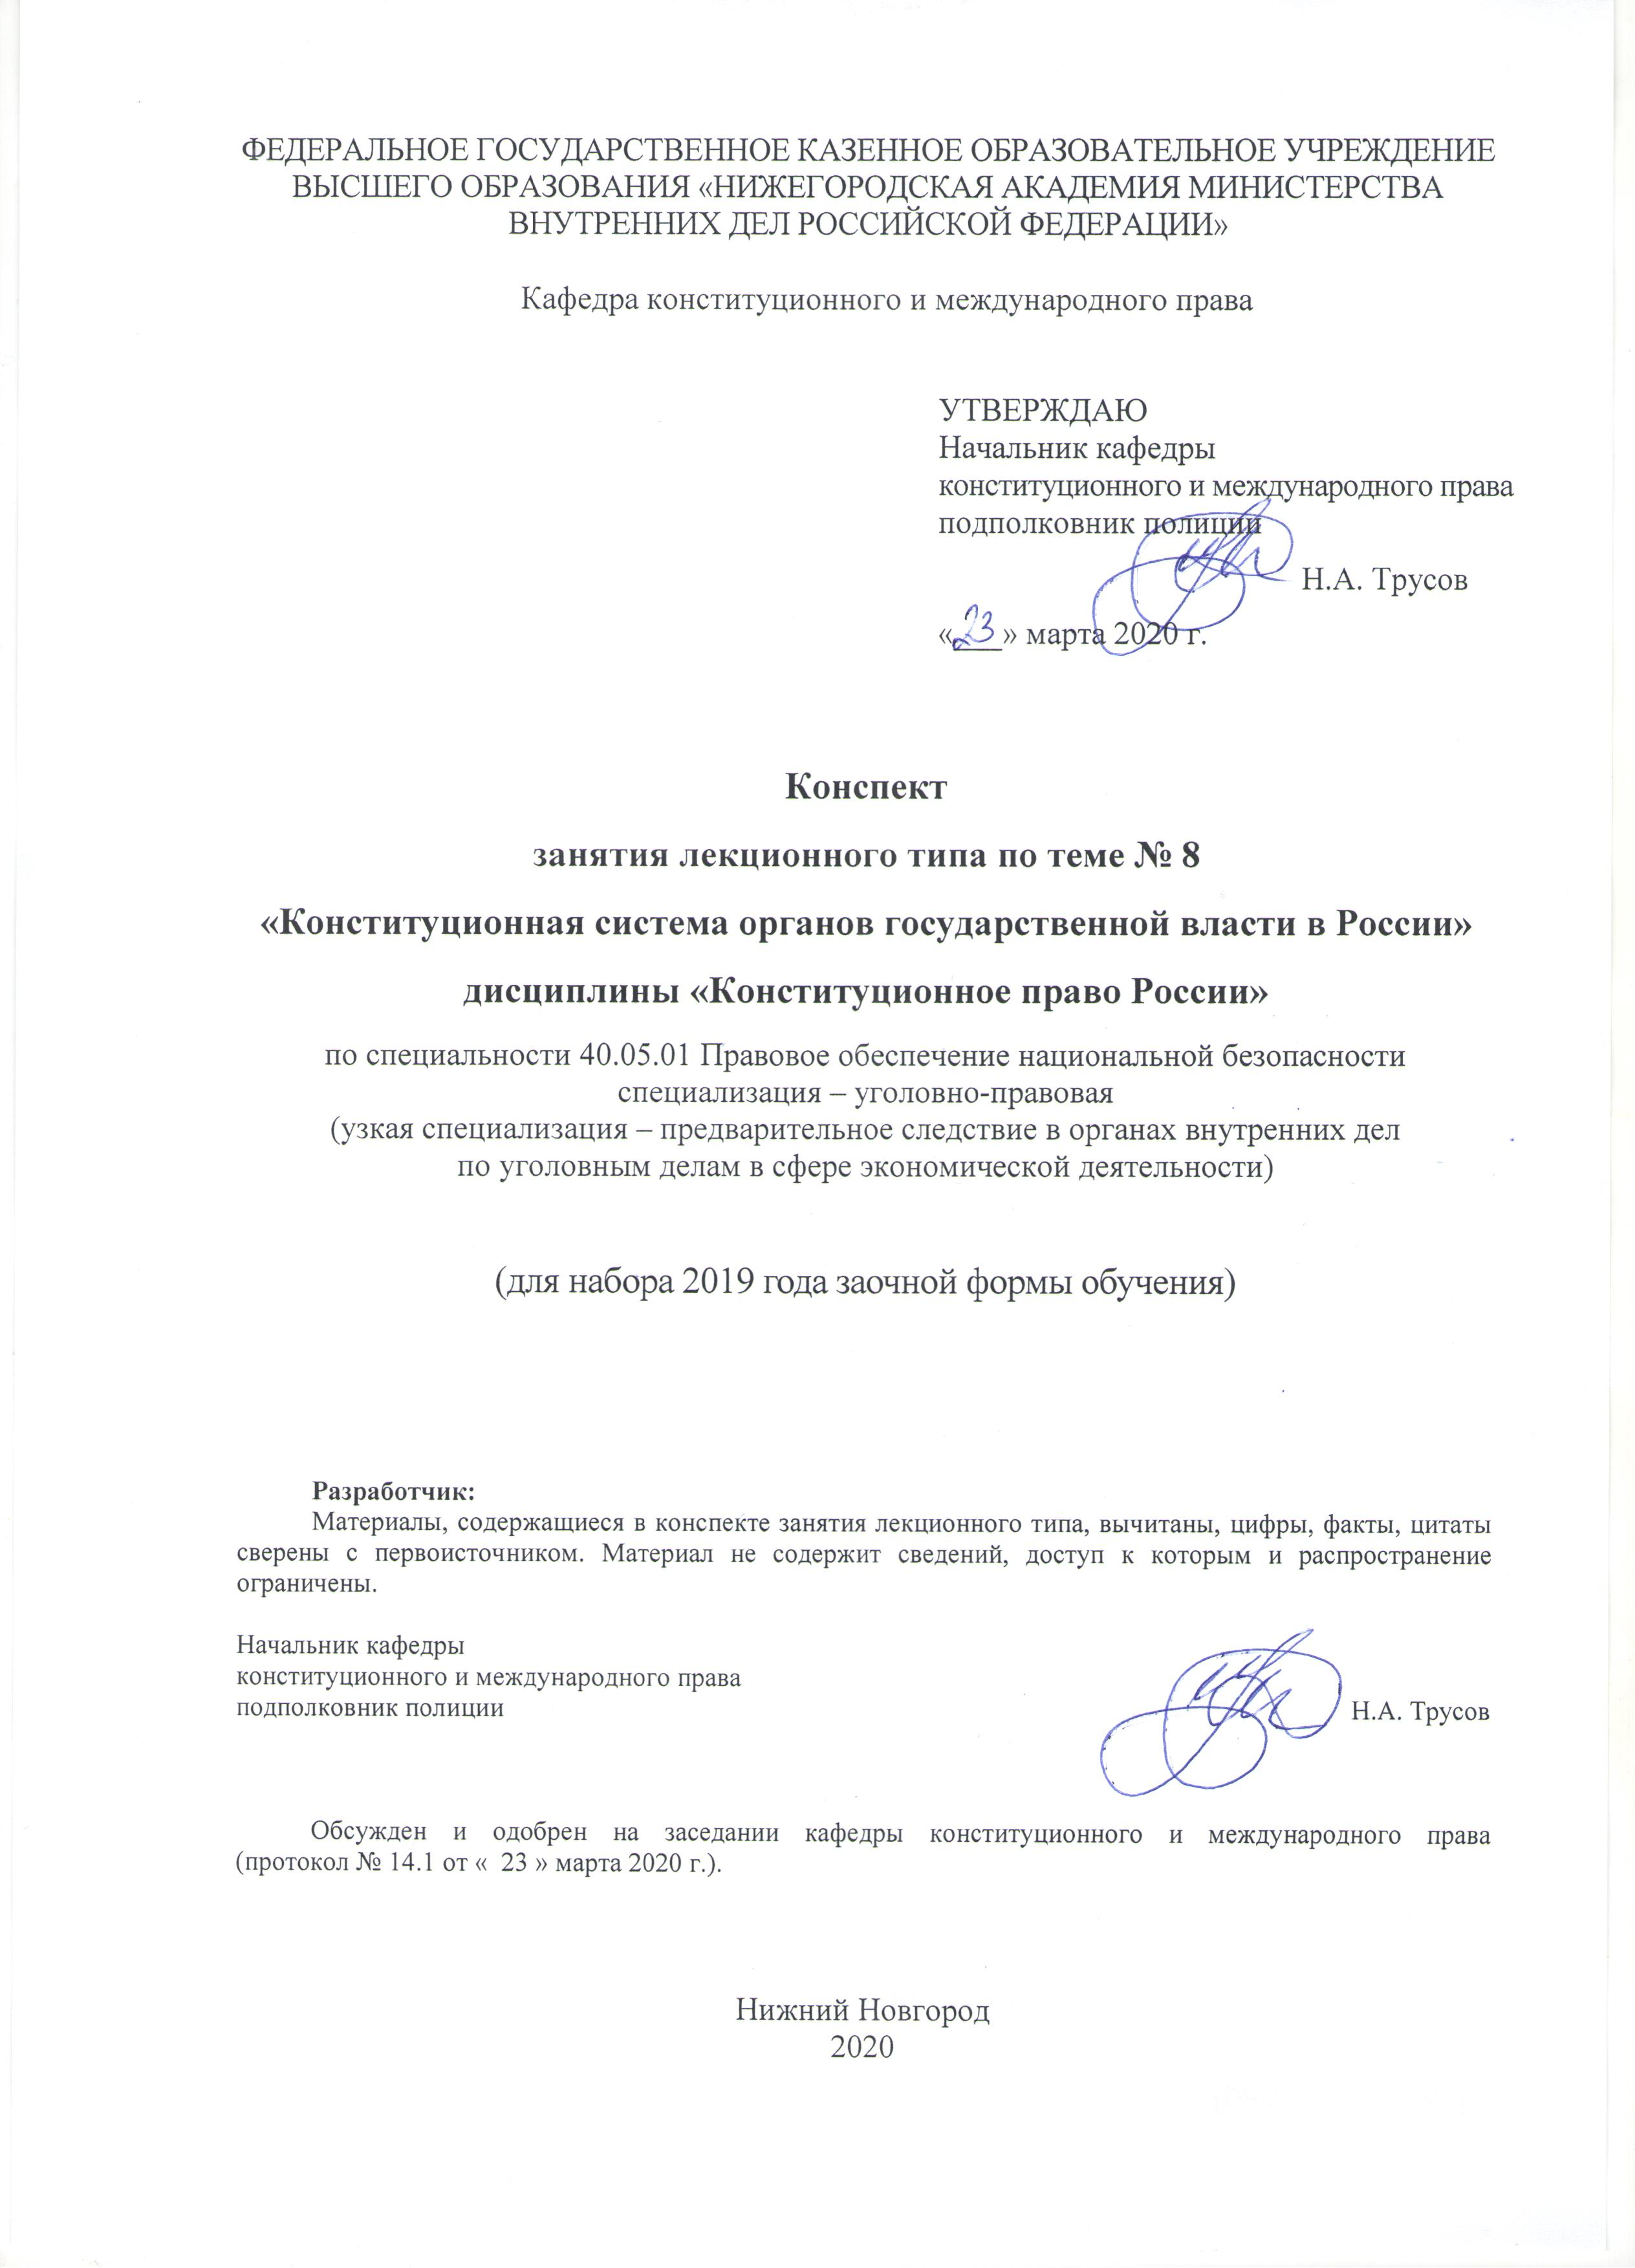 ФЕДЕРАЛЬНОЕ ГОСУДАРСТВЕННОЕ КАЗЕННОЕ ОБРАЗОВАТЕЛЬНОЕ УЧРЕЖДЕНИЕ
ВЫСШЕГО ОБРАЗОВАНИЯ «НИЖЕГОРОДСКАЯ АКАДЕМИЯ МИНИСТЕРСТВА
ВНУТРЕННИХ ДЕЛ РОССИЙСКОЙ ФЕДЕРАЦИИ»
Кафедра конституционного и международного права
УТВЕРЖДАЮ
Начальник кафедры
конституционного и международного права
подполковник полиции
Н.А. Трусов
«23» марта 2020 г.
Конспект
занятия лекционного типа по теме № 8
«Конституционная система органов государственной власти в России»
дисциплины «Конституционное право России»
по специальности 40.05.01 Правовое обеспечение национальной безопасности
специализация – уголовно-правовая
(узкая специализация – предварительное следствие в органах внутренних дел
по уголовным делам в сфере экономической деятельности)
(для набора 2019 года заочной формы обучения)
Разработчик:
Материалы, содержащиеся в конспекте занятия лекционного типа, вычитаны, цифры, факты, цитаты
сверены с первоисточником. Материал не содержит сведений, доступ к которым и распространение
ограничены.
Начальник кафедры
конституционного и международного права
подполковник полиции
Н.А. Трусов
Обсужден и одобрен на заседании кафедры конституционного и международного права
(протокол № 14.1 от « 23 » марта 2020 г.).
Нижний Новгород
2020